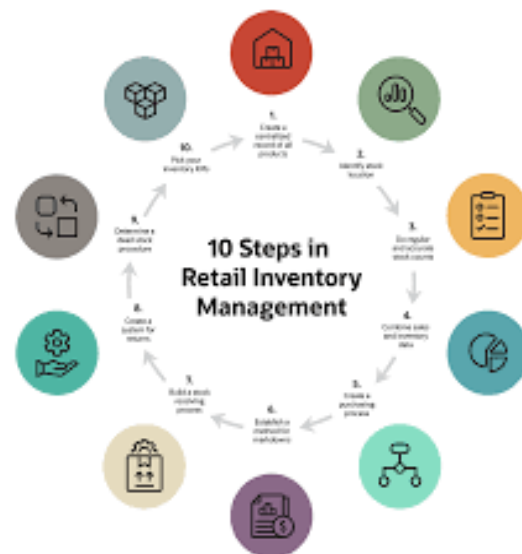 10 Steps in
Retail Inventory
Management
1.
Create a
centralized
record of all
products
2.
Identify stock
location
3.
Do regular
and accurate
stock counts
4.
Combine sales
and inventory
data
5.
Create a
purchasing
process
6.
Establish a
method for
markdowns
7.
Build a stock
receiving
process
8.
Create a
system for
returns
9.
Determine a
dead stock
procedure
10.
Pick your
inventory KPIs